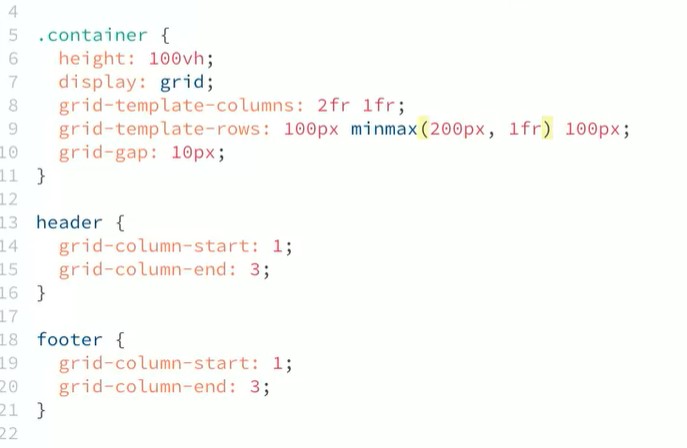 4
5 .container {
6   height: 100vh;
7   display: grid;
8   grid-template-columns: 2fr 1fr;
9   grid-template-rows: 100px minmax(200px, 1fr) 100px;
10   grid-gap: 10px;
11 }
12
13 header {
14   grid-column-start: 1;
15   grid-column-end: 3;
16 }
17
18 footer {
19   grid-column-start: 1;
20   grid-column-end: 3;
21 }
22